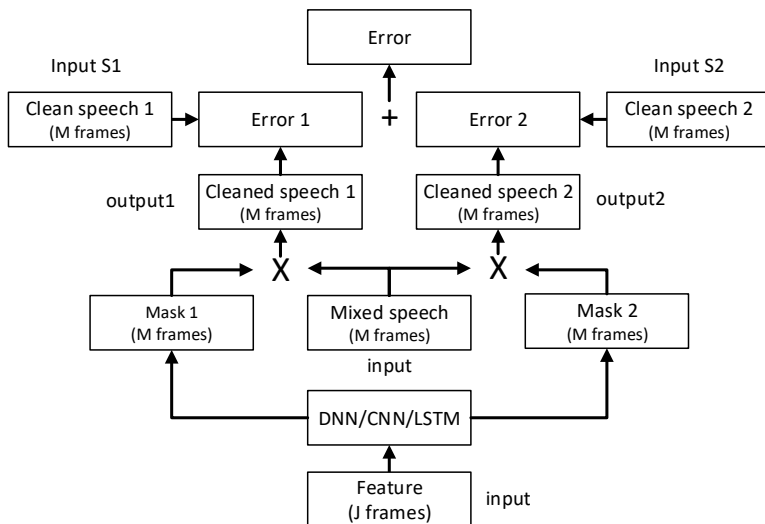 Error
Input S1
Input S2
Clean speech 1
(M frames)
Error 1
+
Error 2
Clean speech 2
(M frames)
output1
Cleaned speech 1
(M frames)
Cleaned speech 2
(M frames)
output2
X
X
Mask 1
(M frames)
Mixed speech
(M frames)
Mask 2
(M frames)
input
DNN/CNN/LSTM
Feature
(J frames)
input